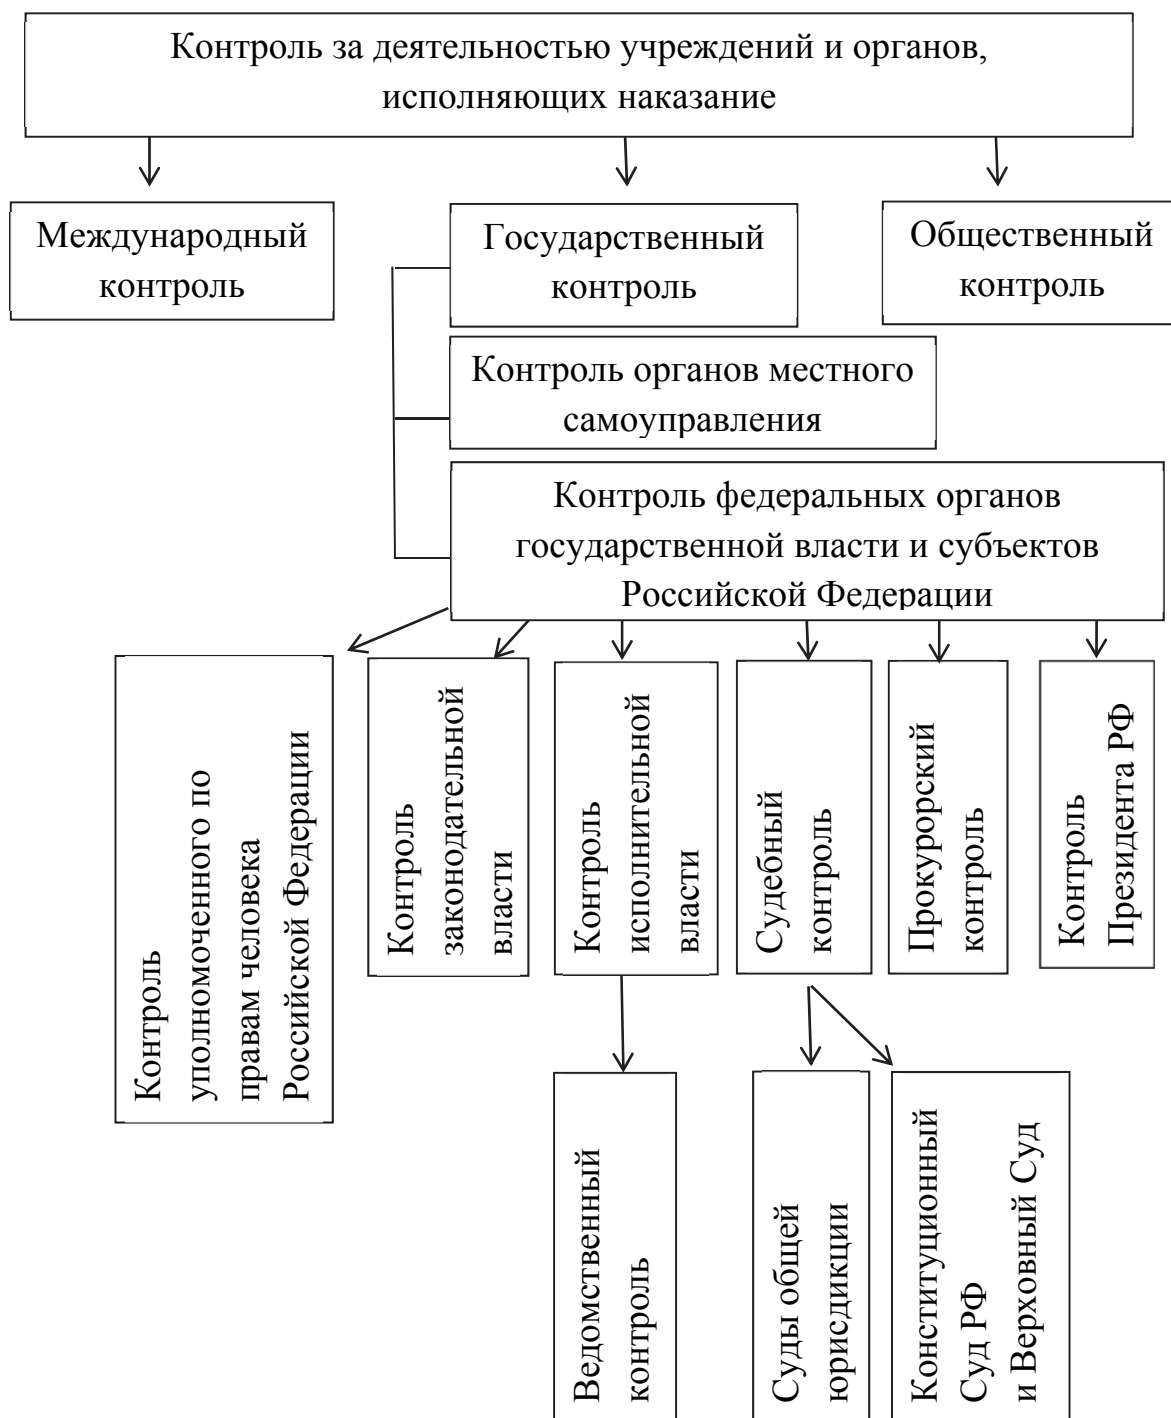 Контроль за деятельностью учреждений и органов,
исполняющих наказание
Международный
контроль
Государственный
контроль
Общественный
контроль
Контроль органов местного
самоуправления
Контроль федеральных органов
государственной власти и субъектов
Российской Федерации
Контроль
уполномоченного по
правам человека
Российской Федерации
Контроль
законодательной
власти
Контроль
исполнительной
власти
Судебный
контроль
Прокурорский
контроль
Контроль
Президента РФ
Ведомственный
контроль
Суды общей
юрисдикции
Конституционный
Суд РФ
и Верховный Суд